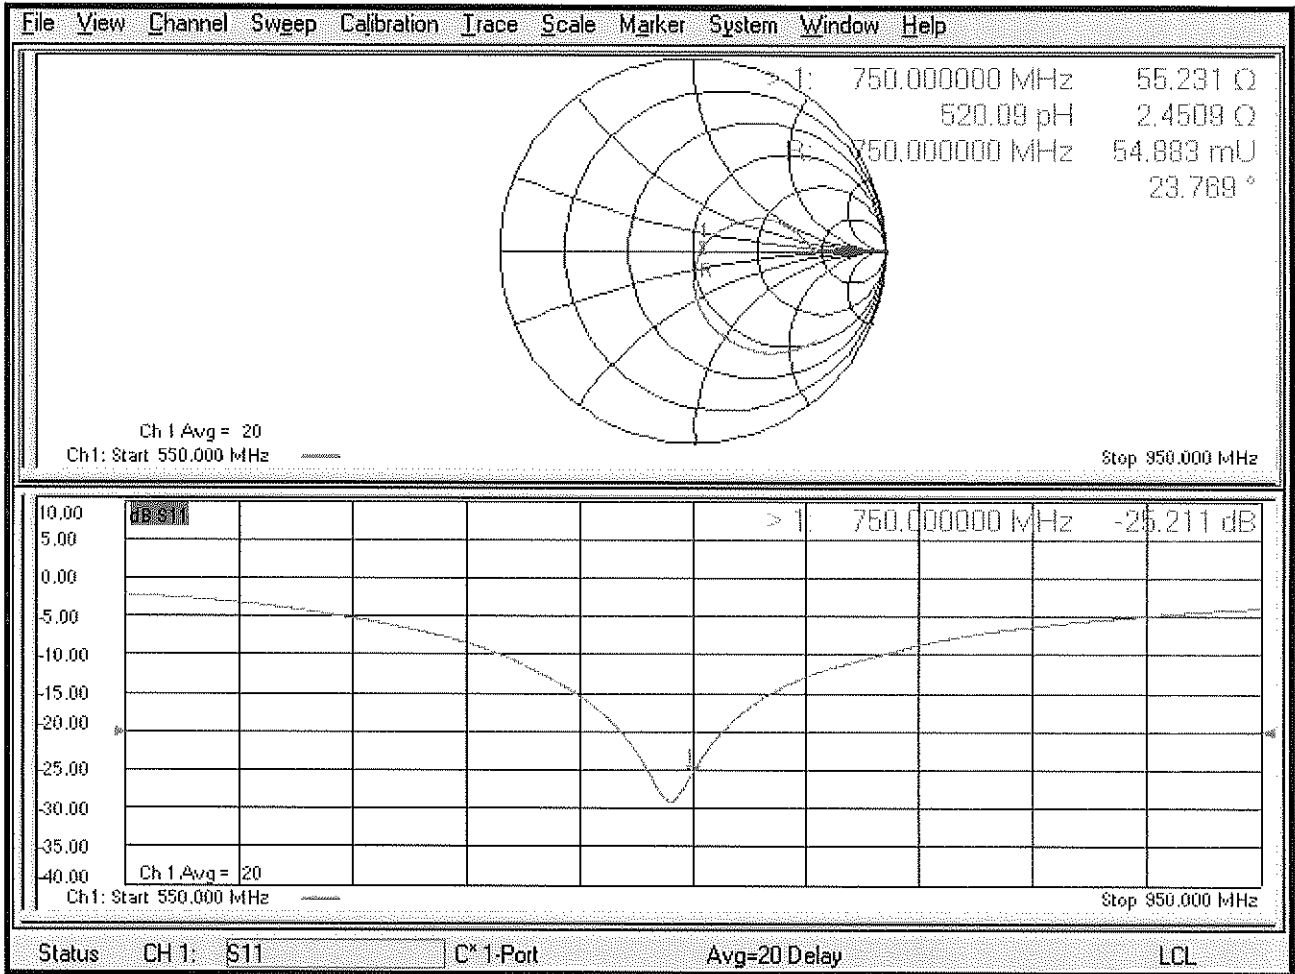 File View Channel Sweep Calibration Trace Scale Marker System Window Help
> 1: 750.000000 MHz 55.231 Ω
520.09 pH 2.4509 Ω
R: 750.000000 MHz 54.883 mU
23.769 °
1
R
Ch 1 Avg = 20
Ch1: Start 550.000 MHz
Stop 950.000 MHz
10.00 dB S11 > 1: 750.000000 MHz -25.211 dB
5.00
0.00
-5.00
-10.00
-15.00
-20.00
1
-25.00
-30.00
-35.00
-40.00 Ch 1 Avg = 20
Ch1: Start 550.000 MHz
Stop 950.000 MHz
Status CH 1: S11 C* 1-Port Avg=20 Delay LCL